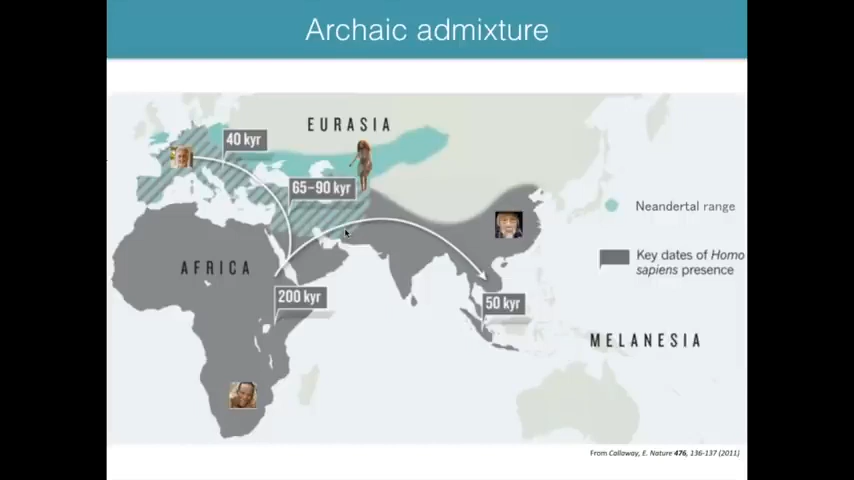 Archaic admixture
EURASIA
40 kyr
65–90 kyr
Neandertal range
AFRICA
Key dates of Homo
sapiens presence
200 kyr
50 kyr
MELANESIA
From Callaway, E. Nature 476, 136-137 (2011)